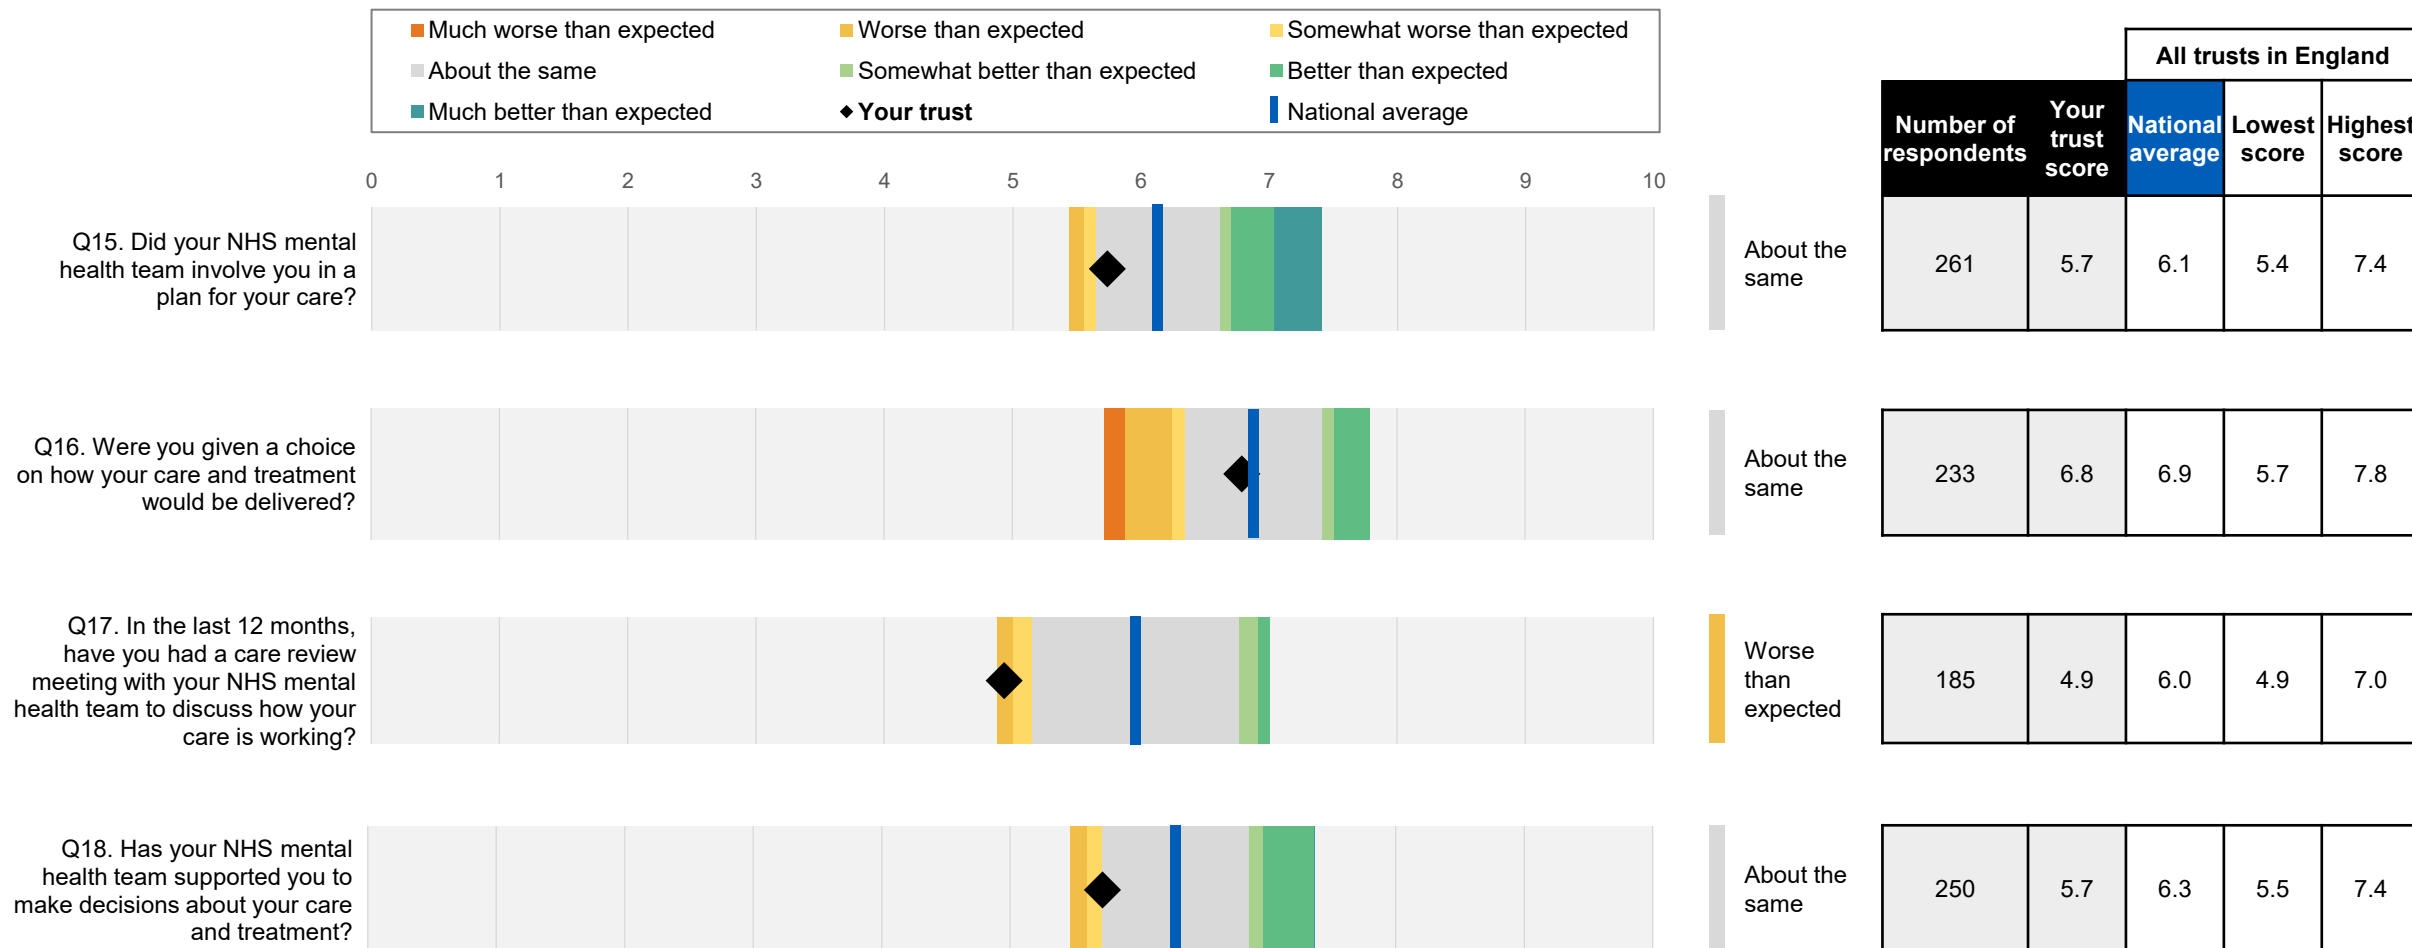 Much worse than expected
Worse than expected
Somewhat worse than expected
About the same
Somewhat better than expected
Better than expected
Much better than expected
Your trust
National average
All trusts in England
Number of
respondents
Your
trust
score
National
average
Lowest
score
Highest
score
0 1 2 3 4 5 6 7 8 9 10
Q15. Did your NHS mental
health team involve you in a
plan for your care?
About the
same
261 5.7 6.1 5.4 7.4
Q16. Were you given a choice
on how your care and treatment
would be delivered?
About the
same
233 6.8 6.9 5.7 7.8
Q17. In the last 12 months,
have you had a care review
meeting with your NHS mental
health team to discuss how your
care is working?
Worse
than
expected
185 4.9 6.0 4.9 7.0
Q18. Has your NHS mental
health team supported you to
make decisions about your care
and treatment?
About the
same
250 5.7 6.3 5.5 7.4